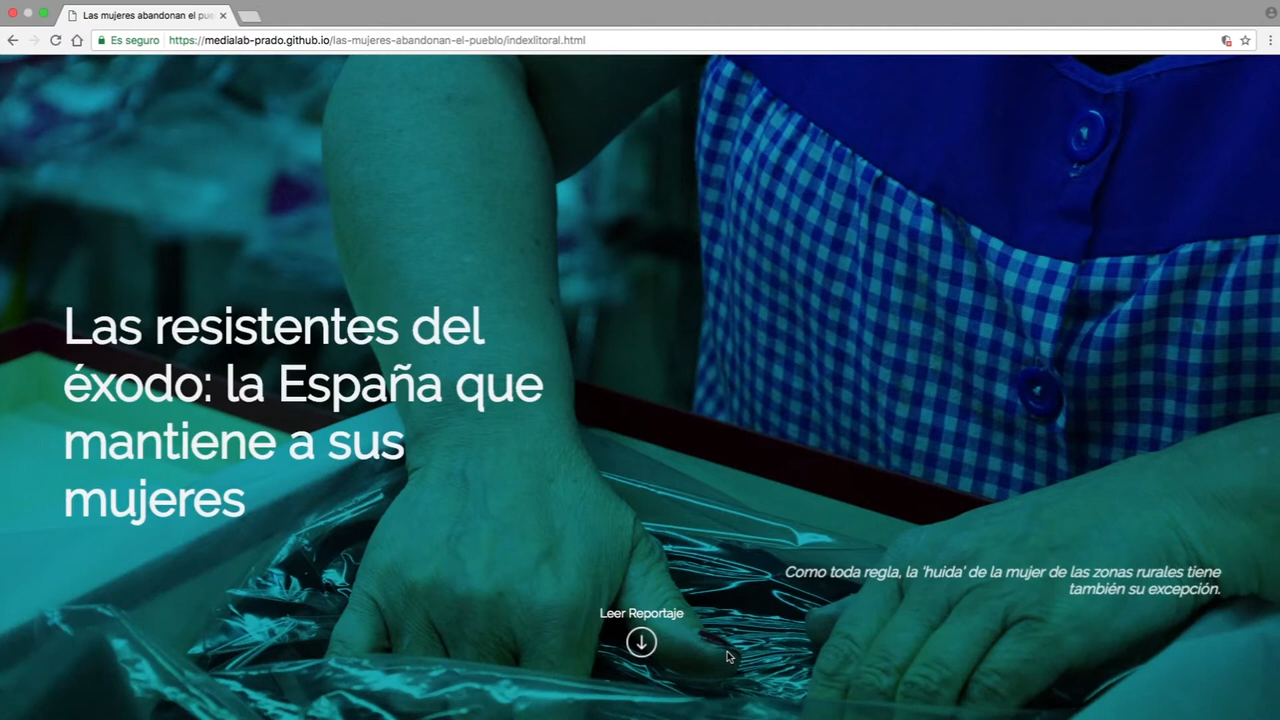 Las mujeres abandonan el pue
Es seguro
https://medialab-prado.github.io/las-mujeres-abandonan-el-pueblo/indexlitoral.html
Las resistentes del
éxodo: la España que
mantiene a sus
mujeres
Como toda regla, la 'huida' de la mujer de las zonas rurales tiene
también su excepción.
Leer Reportaje